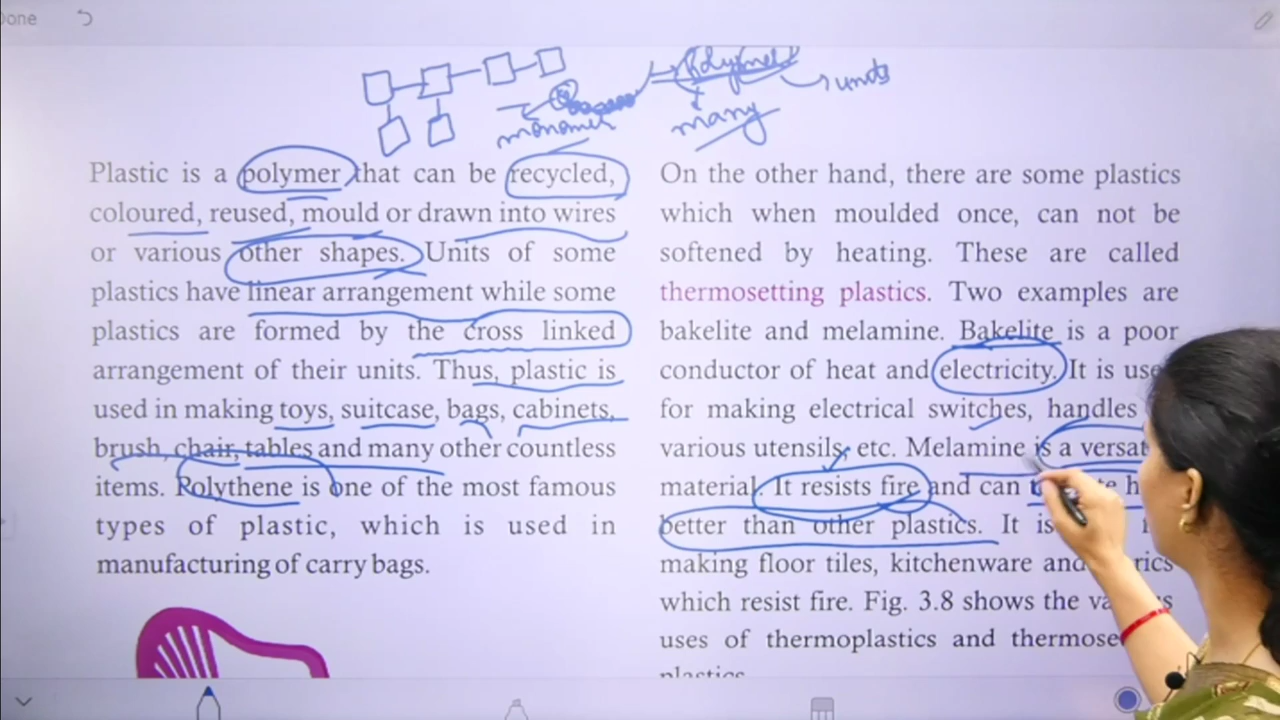 Done
Polymer
units
monomer
many
Plastic is a polymer that can be recycled,
coloured, reused, mould or drawn into wires
or various other shapes. Units of some
plastics have linear arrangement while some
plastics are formed by the cross linked
arrangement of their units. Thus, plastic is
used in making toys, suitcase, bags, cabinets,
brush, chair, tables and many other countless
items. Polythene is one of the most famous
types of plastic, which is used in
manufacturing of carry bags.
On the other hand, there are some plastics
which when moulded once, can not be
softened by heating. These are called
thermosetting plastics. Two examples are
bakelite and melamine. Bakelite is a poor
conductor of heat and electricity. It is
for making electrical switches, handles
various utensils, etc. Melamine is a
material. It resists fire and can
better than other plastics. It is
making floor tiles, kitchenware and
which resist fire. Fig. 3.8 shows the
uses of thermoplastics and
plastics